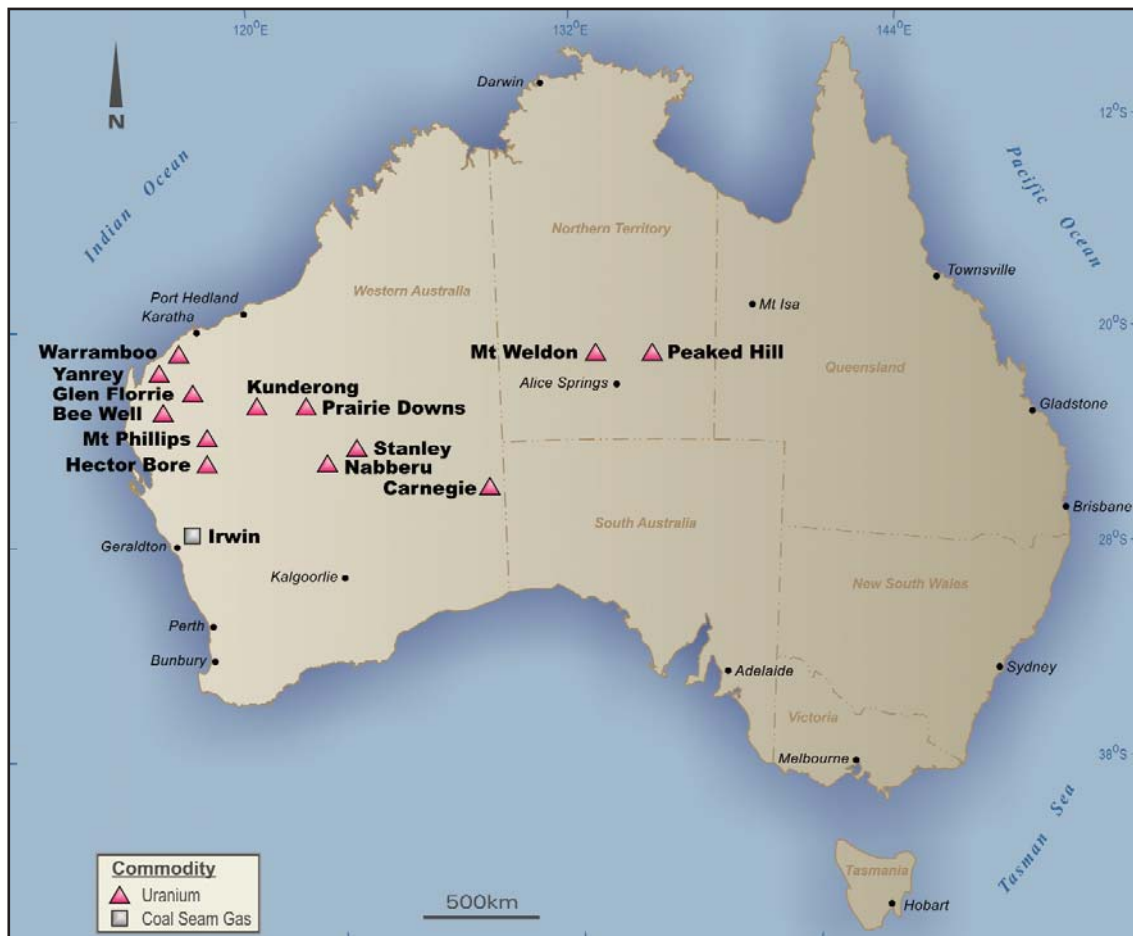 120°E
132°E
144°E
Darwin
12°S
N
Indian Ocean
Pacific Ocean
Northern Territory
Townsville
Western Australia
Port Hedland
Mt Isa
Karatha
20°S
Warramboo
Mt Weldon
Peaked Hill
Yanrey
Queensland
Kunderong
Alice Springs
Glen Florrie
Prairie Downs
Gladstone
Bee Well
Mt Phillips
Stanley
Hector Bore
Nabberu
Carnegie
Brisbane
South Australia
Irwin
28°S
Geraldton
Kalgoorlie
New South Wales
Perth
Bunbury
Sydney
Adelaide
Victoria
Melbourne
38°S
Tasman Sea
Commodity
Tasmania
Uranium
500km
Hobart
Coal Seam Gas